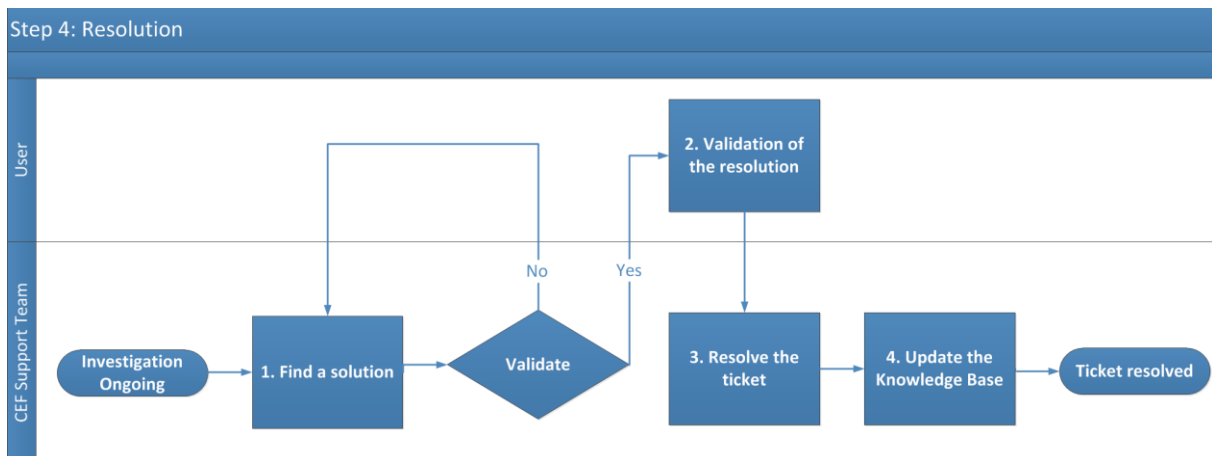 Step 4: Resolution
User
2. Validation of
the resolution
No
Yes
CEF Support Team
Investigation
Ongoing
1. Find a solution
Validate
3. Resolve the
ticket
4. Update the
Knowledge Base
Ticket resolved